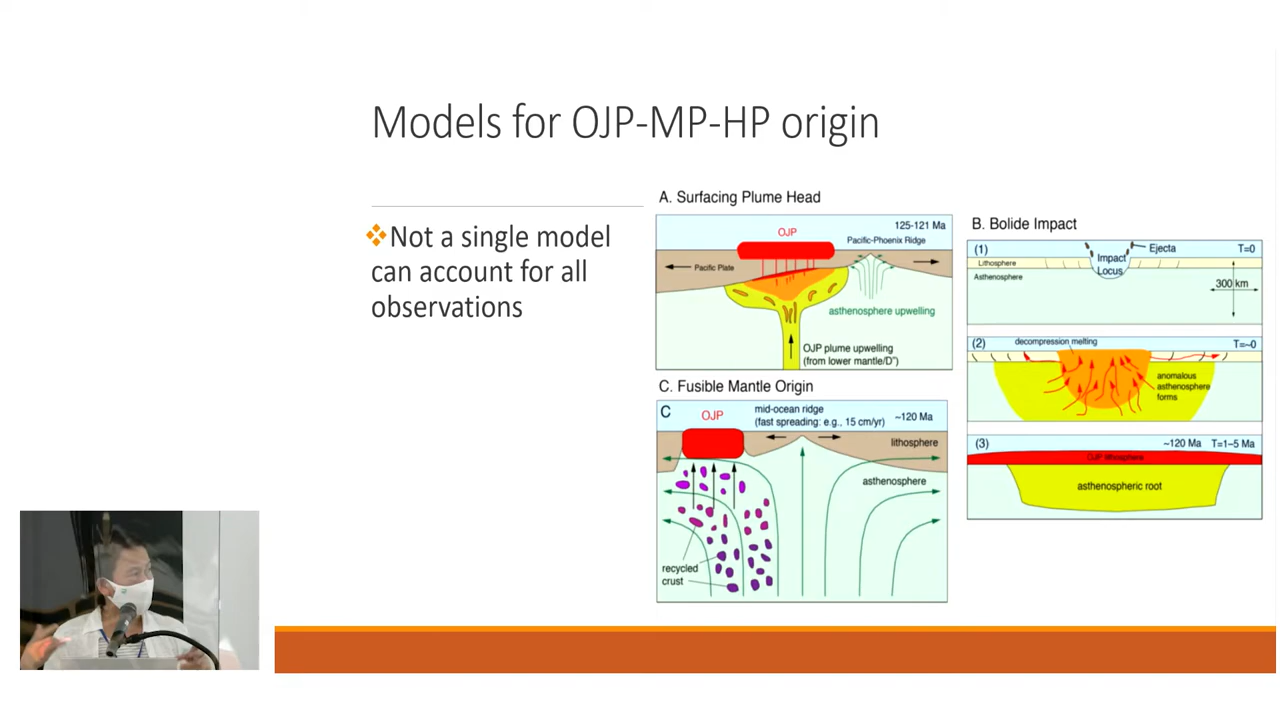 Models for OJP-MP-HP origin
Not a single model
can account for all
observations
A. Surfacing Plume Head
125-121 Ma
OJP
Pacific-Phoenix Ridge
Pacific Plate
asthenosphere upwelling
OJP plume upwelling
(from lower mantle/D")
B. Bolide Impact
(1)
Ejecta
T=0
Lithosphere
Impact
Locus
Asthenosphere
300 km
(2)
decompression melting
T=~0
anomalous
asthenosphere
forms
(3)
~120 Ma T=1-5 Ma
OJP lithosphere
asthenospheric root
C. Fusible Mantle Origin
C
OJP
mid-ocean ridge
(fast spreading: e.g., 15 cm/yr)
~120 Ma
lithosphere
asthenosphere
recycled
crust